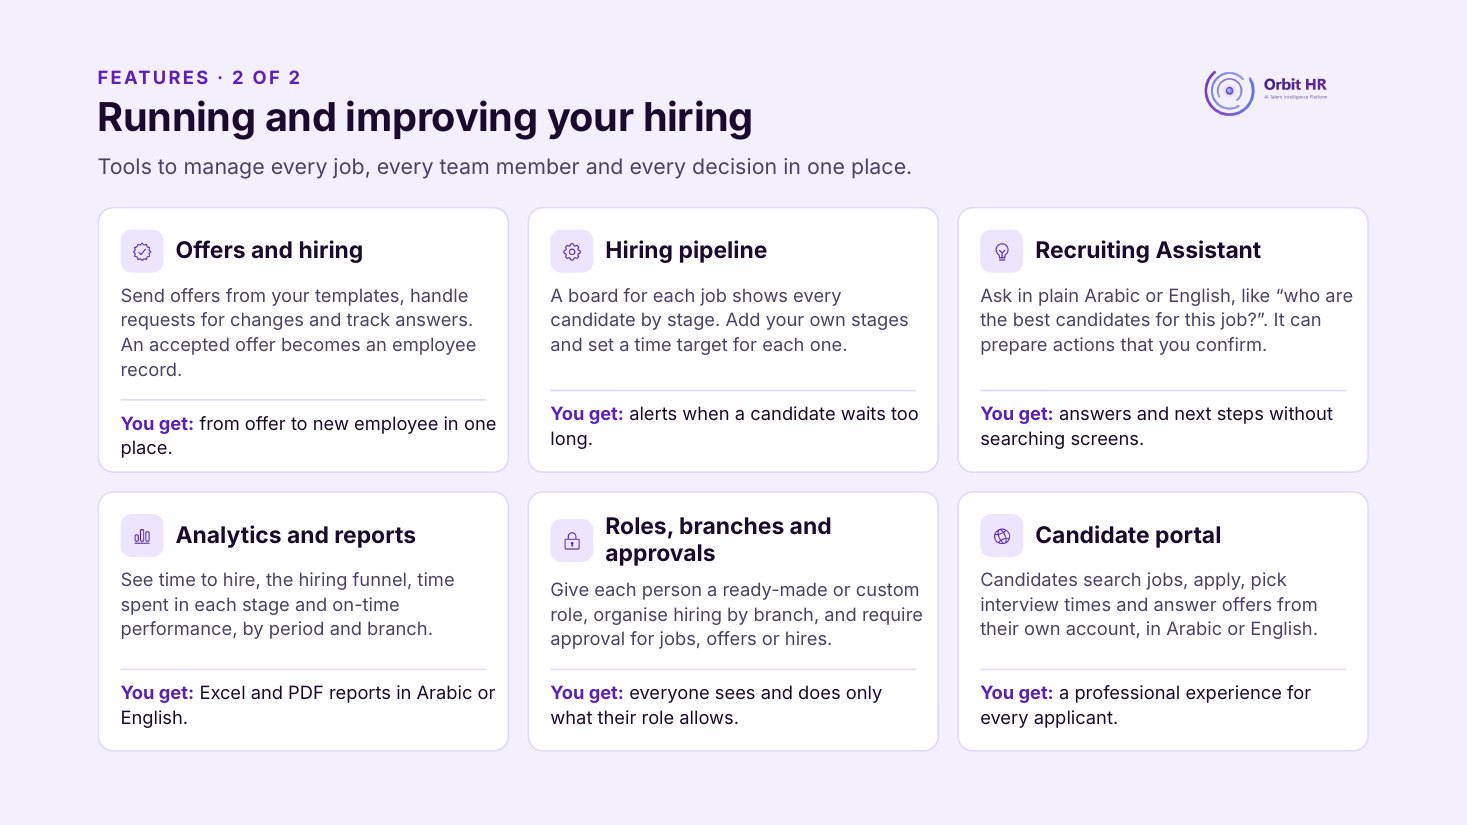 FEATURES · 2 OF 2
Running and improving your hiring
Tools to manage every job, every team member and every decision in one place.
Orbit HR
AI Talent Intelligence Platform
Offers and hiring
Send offers from your templates, handle
requests for changes and track answers.
An accepted offer becomes an employee
record.
You get: from offer to new employee in one
place.
Hiring pipeline
A board for each job shows every
candidate by stage. Add your own stages
and set a time target for each one.
You get: alerts when a candidate waits too
long.
Recruiting Assistant
Ask in plain Arabic or English, like “who are
the best candidates for this job?”. It can
prepare actions that you confirm.
You get: answers and next steps without
searching screens.
Analytics and reports
See time to hire, the hiring funnel, time
spent in each stage and on-time
performance, by period and branch.
You get: Excel and PDF reports in Arabic or
English.
Roles, branches and
approvals
Give each person a ready-made or custom
role, organise hiring by branch, and require
approval for jobs, offers or hires.
You get: everyone sees and does only
what their role allows.
Candidate portal
Candidates search jobs, apply, pick
interview times and answer offers from
their own account, in Arabic or English.
You get: a professional experience for
every applicant.